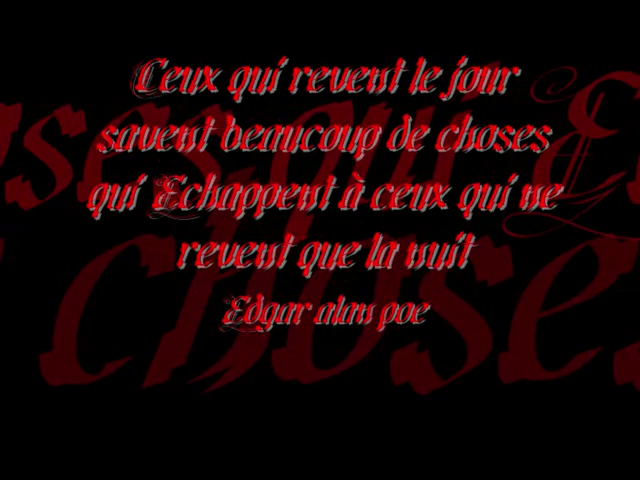 Ceux qui revent le jour
savent beaucoup de choses
qui Echappent à ceux qui ne
revent que la nuit
Edgar alan poe